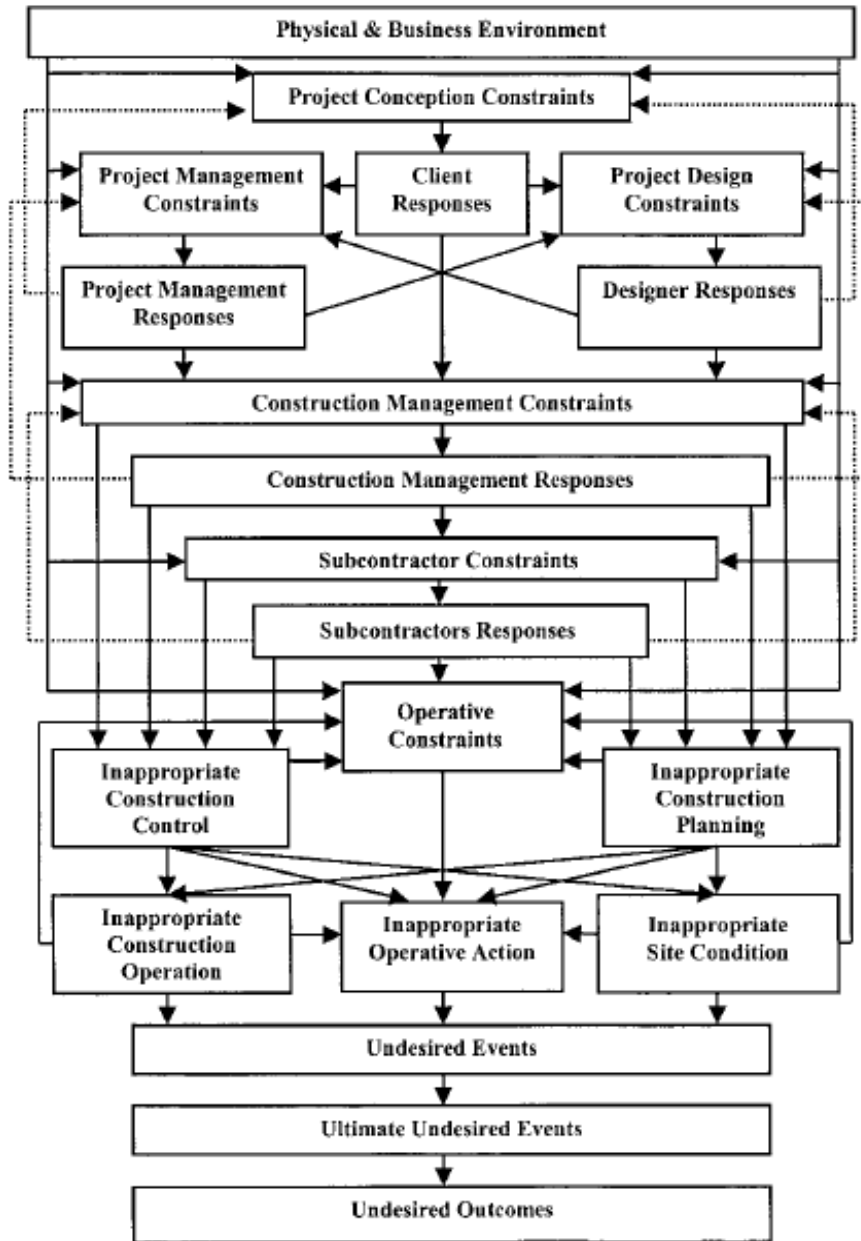 Physical & Business Environment
Project Conception Constraints
Project Management
Constraints
Client
Responses
Project Design
Constraints
Project Management
Responses
Designer Responses
Construction Management Constraints
Construction Management Responses
Subcontractor Constraints
Subcontractors Responses
Operative
Constraints
Inappropriate
Construction
Control
Inappropriate
Construction
Planning
Inappropriate
Construction
Operation
Inappropriate
Operative Action
Inappropriate
Site Condition
Undesired Events
Ultimate Undesired Events
Undesired Outcomes